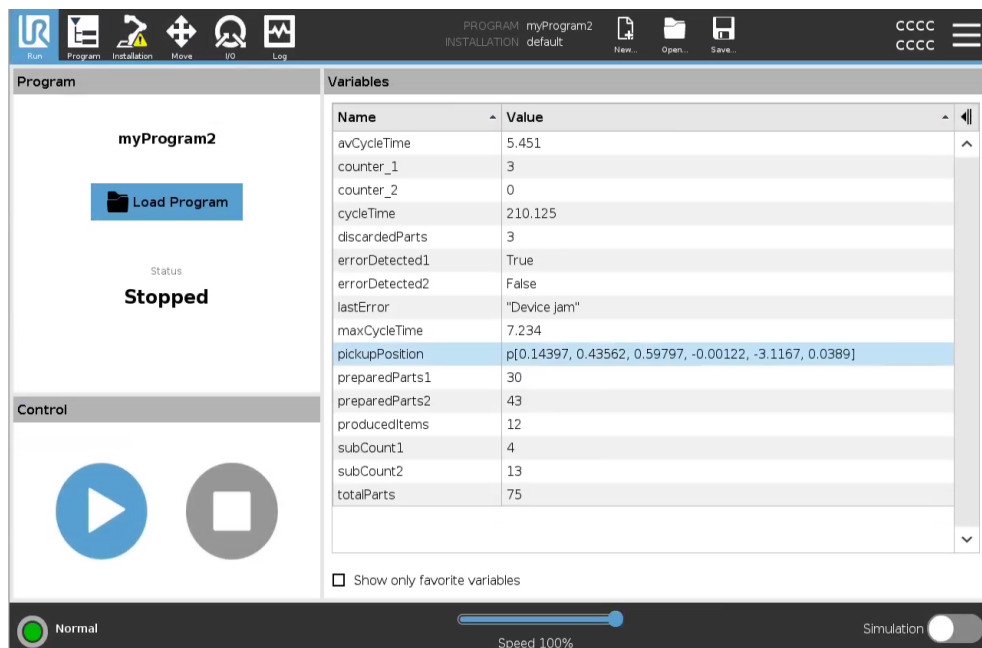 UR
PROGRAM myProgram2
INSTALLATION default
CCCC
CCCC
Run Program Installation Move I/O Log New... Open... Save...
Program
myProgram2
Load Program
Status
Stopped
Control
Variables
Name Value
avCycleTime 5.451
counter_1 3
counter_2 0
cycleTime 210.125
discardedParts 3
errorDetected1 True
errorDetected2 False
lastError "Device jam"
maxCycleTime 7.234
pickupPosition p[0.14397, 0.43562, 0.59797, -0.00122, -3.1167, 0.0389]
preparedParts1 30
preparedParts2 43
producedItems 12
subCount1 4
subCount2 13
totalParts 75
Show only favorite variables
Normal
Speed 100%
Simulation